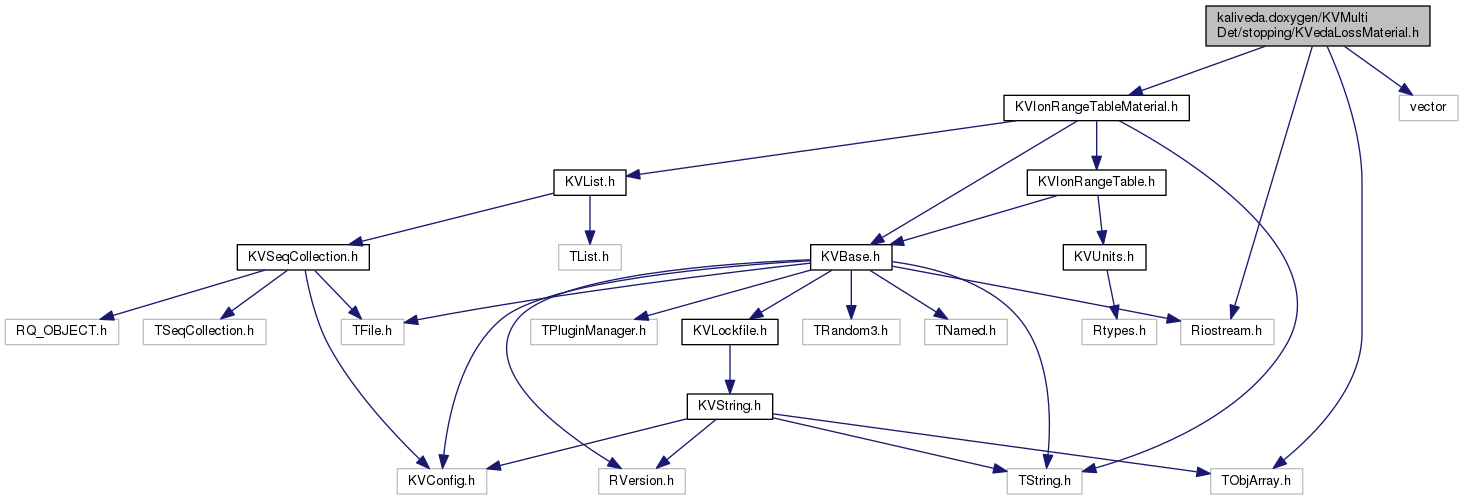 kaliveda.doxygen/KVMulti
Det/stopping/KVedaLossMaterial.h
KVIonRangeTableMaterial.h
vector
KVList.h
KVIonRangeTable.h
KVSeqCollection.h
TList.h
KVBase.h
KVUnits.h
RQ_OBJECT.h
TSeqCollection.h
TFile.h
TPluginManager.h
KVLockfile.h
TRandom3.h
TNamed.h
Rtypes.h
Riostream.h
KVString.h
KVConfig.h
RVersion.h
TString.h
TObjArray.h